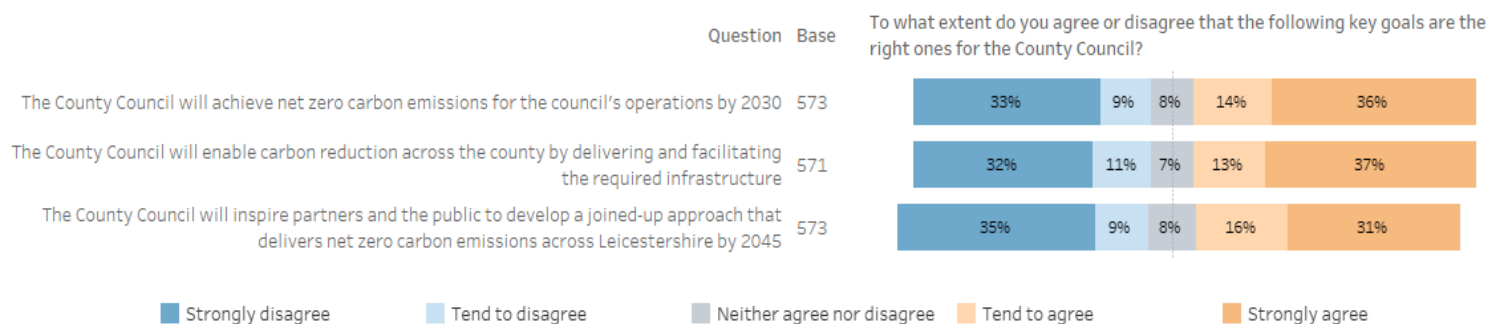 Question Base
To what extent do you agree or disagree that the following key goals are the
right ones for the County Council?
The County Council will achieve net zero carbon emissions for the council's operations by 2030 573
33% 9% 8% 14% 36%
The County Council will enable carbon reduction across the county by delivering and facilitating
the required infrastructure
571
32% 11% 7% 13% 37%
The County Council will inspire partners and the public to develop a joined-up approach that
delivers net zero carbon emissions across Leicestershire by 2045
573
35% 9% 8% 16% 31%
Strongly disagree Tend to disagree Neither agree nor disagree Tend to agree Strongly agree